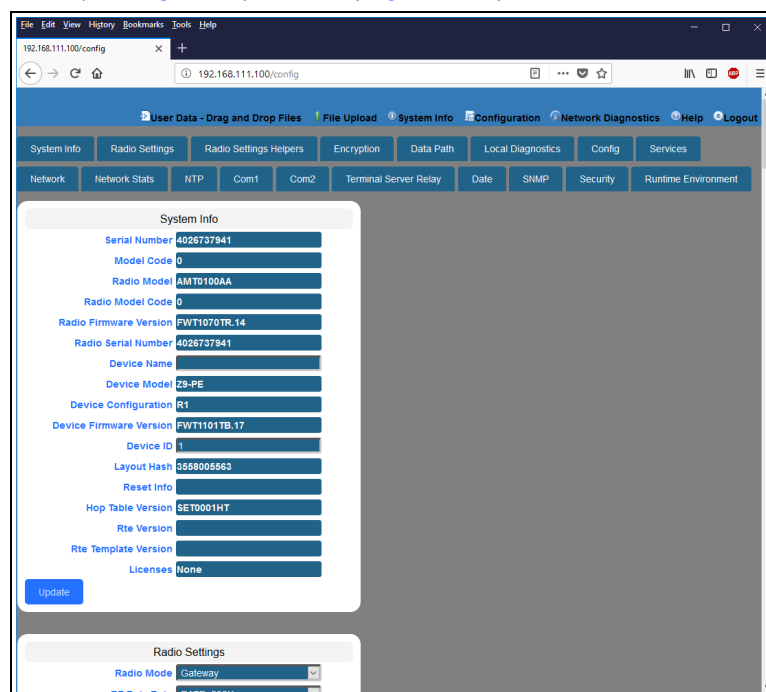 File Edit View History Bookmarks Tools Help
192.168.111.100/config × +
192.168.111.100/config
User Data - Drag and Drop Files File Upload System Info Configuration Network Diagnostics Help Logout
System Info Radio Settings Radio Settings Helpers Encryption Data Path Local Diagnostics Config Services
Network Network Stats NTP Com1 Com2 Terminal Server Relay Date SNMP Security Runtime Environment
System Info
Serial Number 4026737941
Model Code 0
Radio Model AMT0100AA
Radio Model Code 0
Radio Firmware Version FWT1070TR.14
Radio Serial Number 4026737941
Device Name
Device Model Z9-PE
Device Configuration R1
Device Firmware Version FWT1101TB.17
Device ID 1
Layout Hash 3558005563
Reset Info
Hop Table Version SET0001HT
Rte Version
Rte Template Version
Licenses None
Update
Radio Settings
Radio Mode Gateway